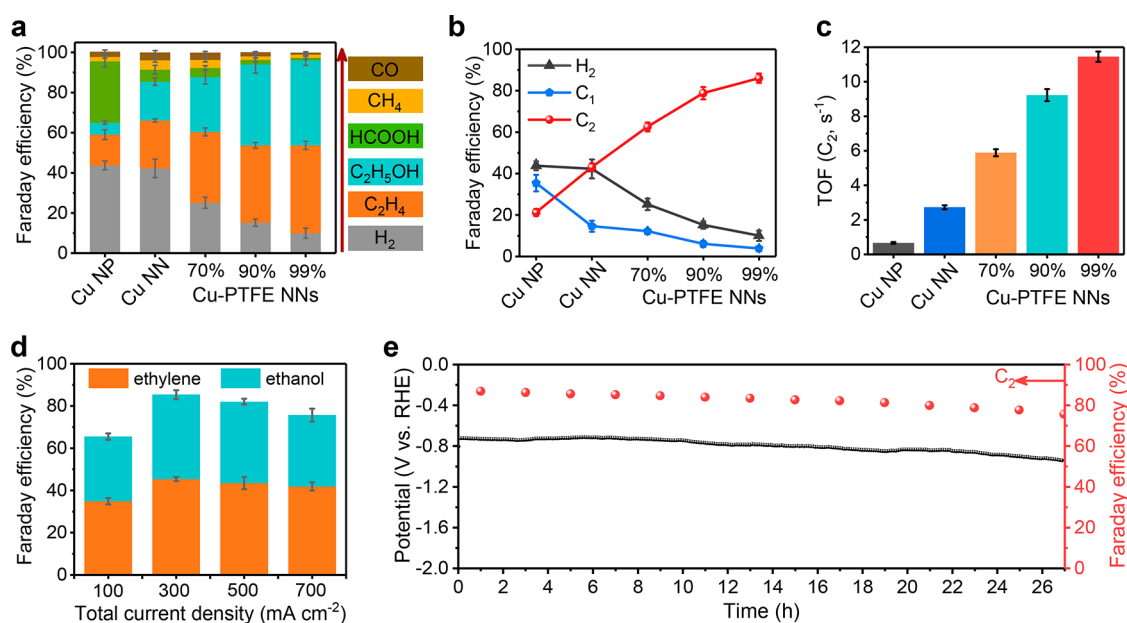 a
Faraday efficiency (%)
100
80
60
40
20
0
Cu NP
Cu NN
70%
90%
99%
Cu-PTFE NNs
CO
CH₄
HCOOH
C₂H₅OH
C₂H₄
H₂
b
Faraday efficiency (%)
100
80
60
40
20
0
H₂
C₁
C₂
Cu NP
Cu NN
70%
90%
99%
Cu-PTFE NNs
c
TOF (C₂, s⁻¹)
12
10
8
6
4
2
0
Cu NP
Cu NN
70%
90%
99%
Cu-PTFE NNs
d
Faraday efficiency (%)
100
80
60
40
20
0
ethylene
ethanol
100
300
500
700
Total current density (mA cm⁻²)
e
Potential (V vs. RHE)
0.0
-0.4
-0.8
-1.2
-1.6
-2.0
C₂
0 2 4 6 8 10 12 14 16 18 20 22 24 26
Time (h)
100
80
60
40
20
0
Faraday efficiency (%)